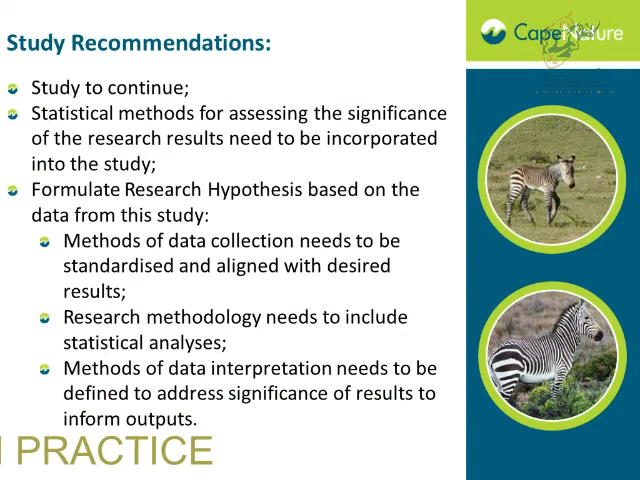 Study Recommendations:
CapeNature
Study to continue;
Statistical methods for assessing the significance
of the research results need to be incorporated
into the study;
Formulate Research Hypothesis based on the
data from this study:
Methods of data collection needs to be
standardised and aligned with desired
results;
Research methodology needs to include
statistical analyses;
Methods of data interpretation needs to be
defined to address significance of results to
inform outputs.
PRACTICE